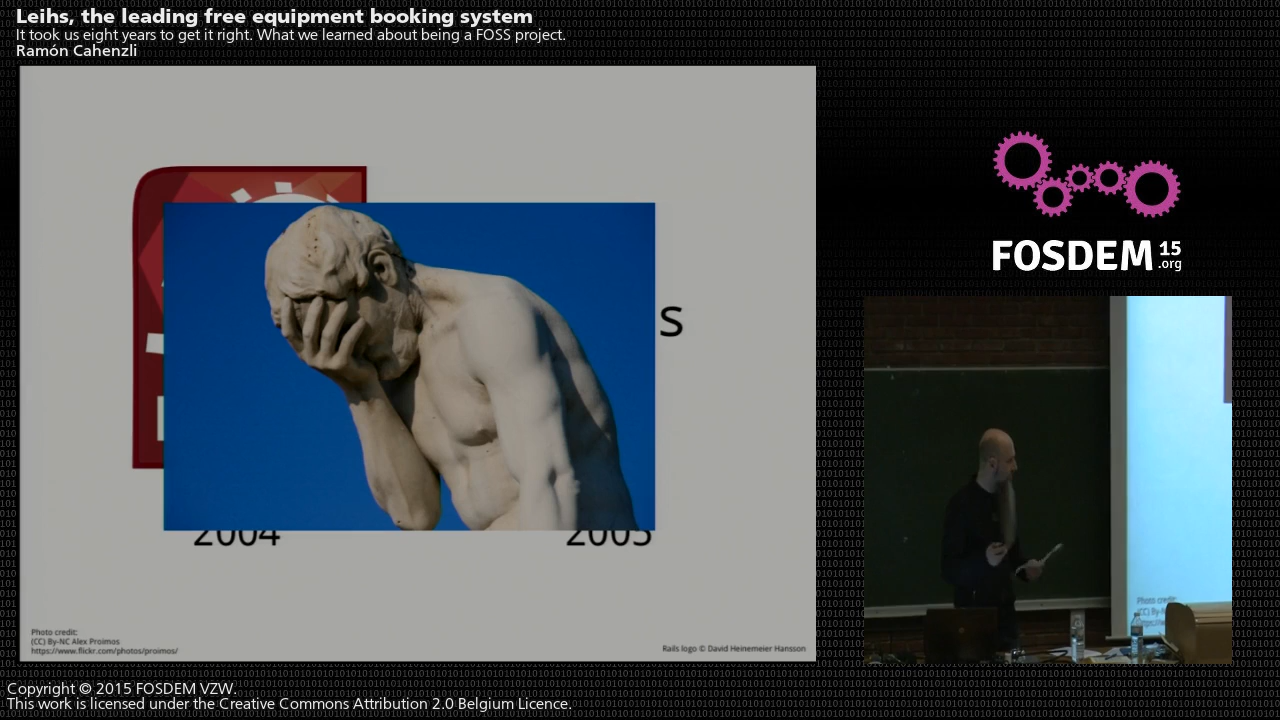 Leihs, the leading free equipment booking system
It took us eight years to get it right. What we learned about being a FOSS project.
Ramón Cahenzli
s
2004
2005
Photo credit:
(CC) By-NC Alex Proimos
https://www.flickr.com/photos/proimos/
Rails logo © David Heinemeier Hansson
FOSDEM 15
.org
Photo credit:
Copyright © 2015 FOSDEM VZW.
This work is licensed under the Creative Commons Attribution 2.0 Belgium Licence.